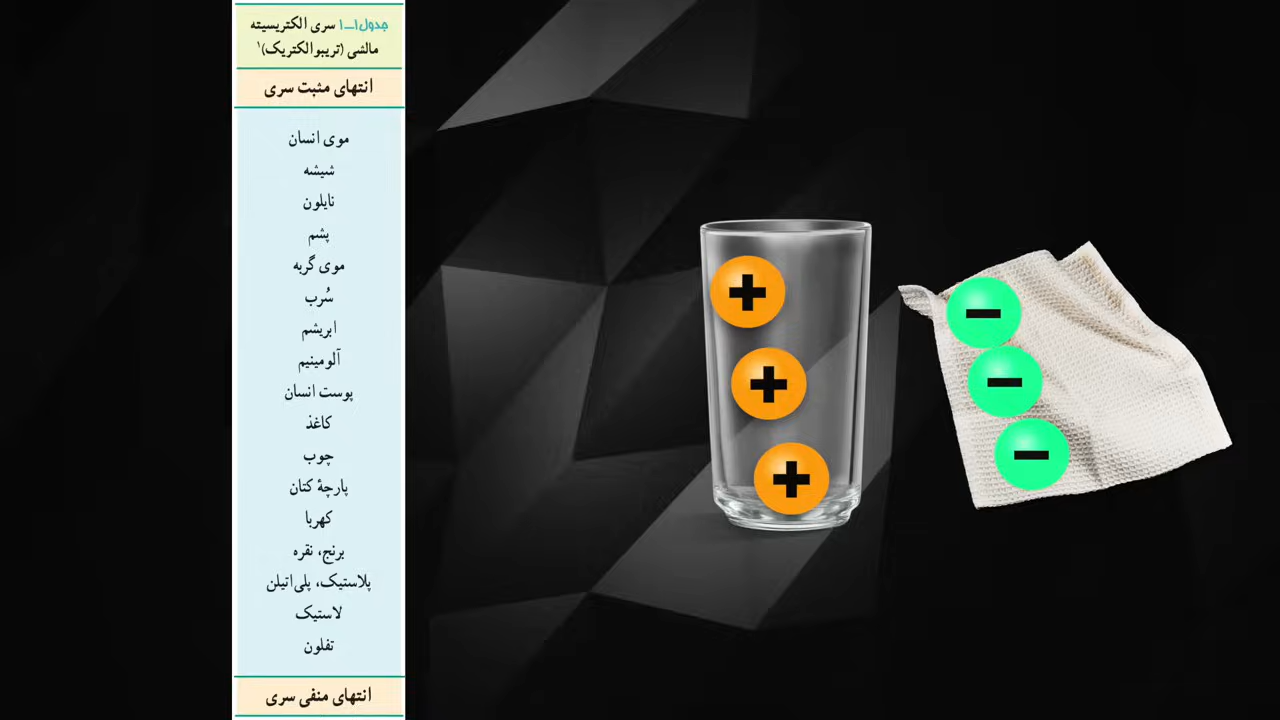 جدول ۱ــ۱ سری الکتریسیته
مالشی (تریبوالکتریک)۱
انتهای مثبت سری
موی انسان
شیشه
نایلون
پشم
موی گربه
سُرب
ابریشم
آلومینیم
پوست انسان
کاغذ
چوب
پارچهٔ کتان
کهربا
برنج، نقره
پلاستیک، پلی‌اتیلن
لاستیک
تفلون
انتهای منفی سری